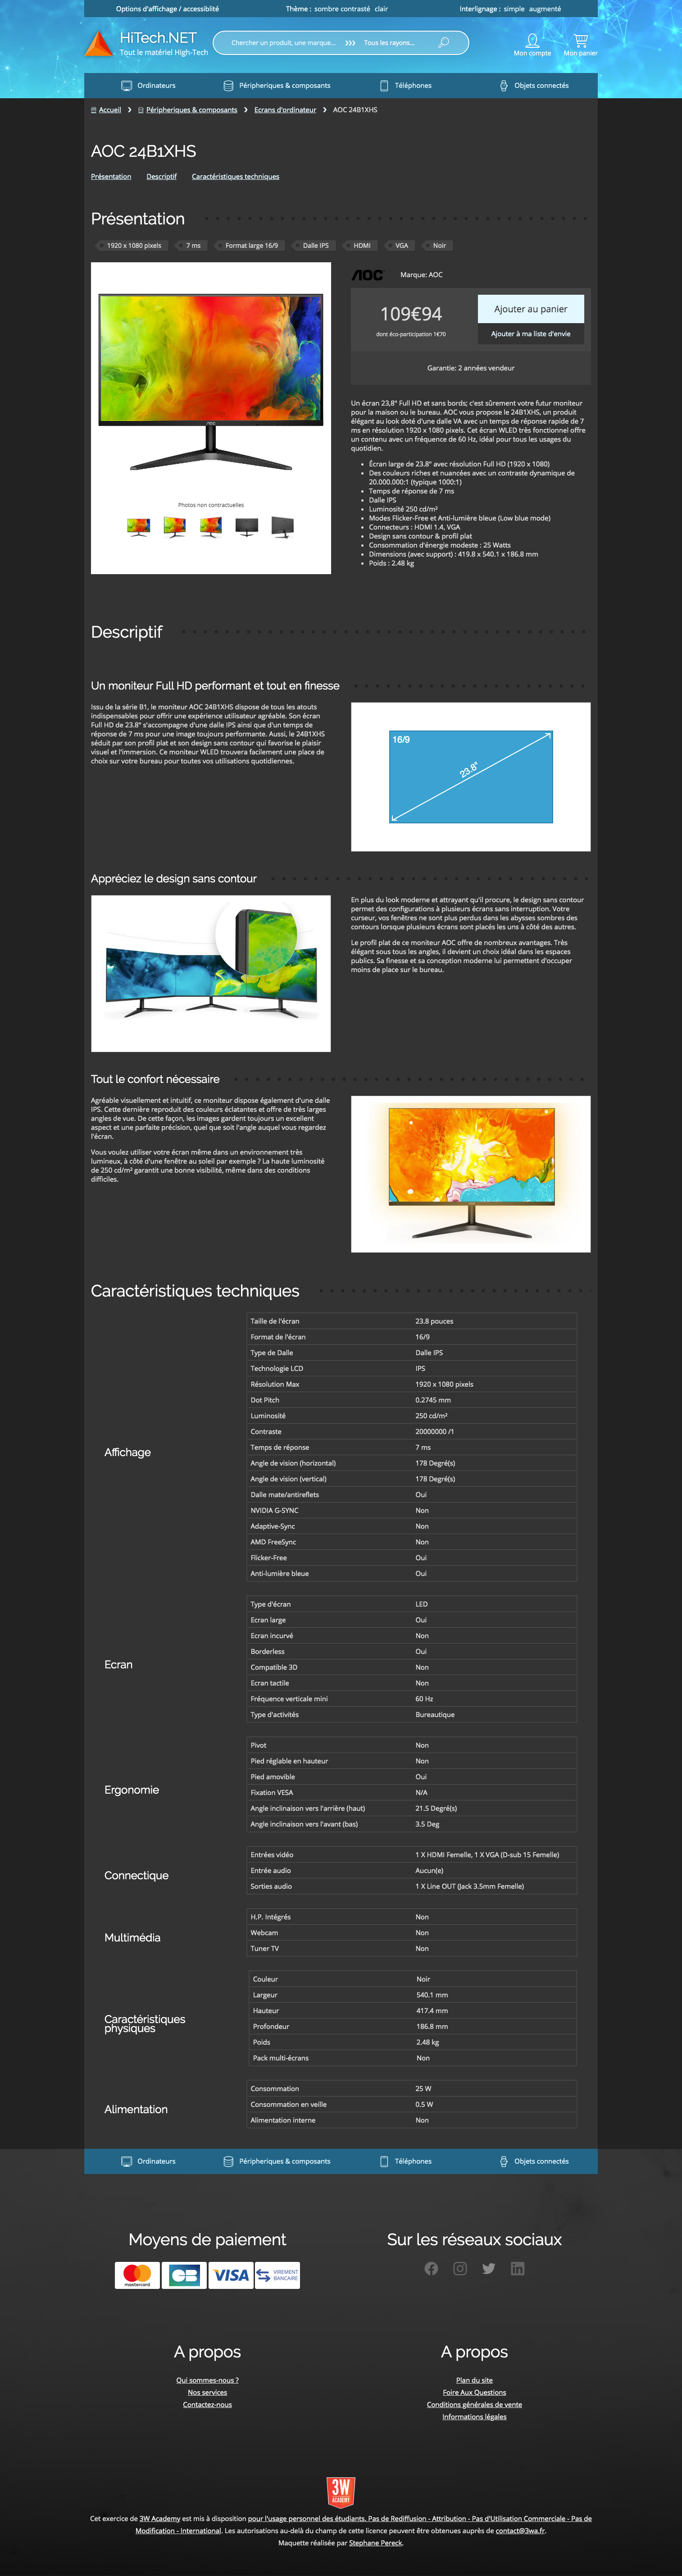 Options d'affichage / accessiblité
Thème : sombre contrasté clair
Interlignage : simple augmenté
HiTech.NET
Tout le matériel High-Tech
Chercher un produit, une marque...
Tous les rayons...
Mon compte
Mon panier
Ordinateurs
Péripheriques & composants
Téléphones
Objets connectés
Accueil
Péripheriques & composants
Ecrans d'ordinateur
AOC 24B1XHS
AOC 24B1XHS
Présentation
Descriptif
Caractéristiques techniques
Présentation
1920 x 1080 pixels
7 ms
Format large 16/9
Dalle IPS
HDMI
VGA
Noir
AOC
Photos non contractuelles
AOC
Marque: AOC
109€94
dont éco-participation 1€70
Ajouter au panier
Ajouter à ma liste d'envie
Garantie: 2 années vendeur
Un écran 23,8" Full HD et sans bords; c'est sûrement votre futur moniteur
pour la maison ou le bureau. AOC vous propose le 24B1XHS, un produit
élégant au look doté d'une dalle VA avec un temps de réponse rapide de 7
ms en résolution 1920 x 1080 pixels. Cet écran WLED très fonctionnel offre
un contenu avec un fréquence de 60 Hz, idéal pour tous les usages du
quotidien.
• Écran large de 23.8" avec résolution Full HD (1920 x 1080)
• Des couleurs riches et nuancées avec un contraste dynamique de
20.000.000:1 (typique 1000:1)
• Temps de réponse de 7 ms
• Dalle IPS
• Luminosité 250 cd/m²
• Modes Flicker-Free et Anti-lumière bleue (Low blue mode)
• Connecteurs : HDMI 1.4, VGA
• Design sans contour & profil plat
• Consommation d'énergie modeste : 25 Watts
• Dimensions (avec support) : 419.8 x 540.1 x 186.8 mm
• Poids : 2.48 kg
Descriptif
Un moniteur Full HD performant et tout en finesse
Issu de la série B1, le moniteur AOC 24B1XHS dispose de tous les atouts
indispensables pour offrir une expérience utilisateur agréable. Son écran
Full HD de 23.8" s'accompagne d'une dalle IPS ainsi que d'un temps de
réponse de 7 ms pour une image toujours performante. Aussi, le 24B1XHS
séduit par son profil plat et son design sans contour qui favorise le plaisir
visuel et l'immersion. Ce moniteur WLED trouvera facilement une place de
choix sur votre bureau pour toutes vos utilisations quotidiennes.
16/9
23.8"
Appréciez le design sans contour
En plus du look moderne et attrayant qu'il procure, le design sans contour
permet des configurations à plusieurs écrans sans interruption. Votre
curseur, vos fenêtres ne sont plus perdus dans les abysses sombres des
contours lorsque plusieurs écrans sont placés les uns à côté des autres.
Le profil plat de ce moniteur AOC offre de nombreux avantages. Très
élégant sous tous les angles, il devient un choix idéal dans les espaces
publics. Sa finesse et sa conception moderne lui permettent d'occuper
moins de place sur le bureau.
Tout le confort nécessaire
Agréable visuellement et intuitif, ce moniteur dispose également d'une dalle
IPS. Cette dernière reproduit des couleurs éclatantes et offre de très larges
angles de vue. De cette façon, les images gardent toujours un excellent
aspect et une parfaite précision, quel que soit l'angle auquel vous regardez
l'écran.
Vous voulez utiliser votre écran même dans un environnement très
lumineux, à côté d'une fenêtre au soleil par exemple ? La haute luminosité
de 250 cd/m² garantit une bonne visibilité, même dans des conditions
difficiles.
Caractéristiques techniques
Affichage
Taille de l'écran 23.8 pouces
Format de l'écran 16/9
Type de Dalle Dalle IPS
Technologie LCD IPS
Résolution Max 1920 x 1080 pixels
Dot Pitch 0.2745 mm
Luminosité 250 cd/m²
Contraste 20000000 /1
Temps de réponse 7 ms
Angle de vision (horizontal) 178 Degré(s)
Angle de vision (vertical) 178 Degré(s)
Dalle mate/antireflets Oui
NVIDIA G-SYNC Non
Adaptive-Sync Non
AMD FreeSync Non
Flicker-Free Oui
Anti-lumière bleue Oui
Ecran
Type d'écran LED
Ecran large Oui
Ecran incurvé Non
Borderless Oui
Compatible 3D Non
Ecran tactile Non
Fréquence verticale mini 60 Hz
Type d'activités Bureautique
Ergonomie
Pivot Non
Pied réglable en hauteur Non
Pied amovible Oui
Fixation VESA N/A
Angle inclinaison vers l'arrière (haut) 21.5 Degré(s)
Angle inclinaison vers l'avant (bas) 3.5 Deg
Connectique
Entrées vidéo 1 X HDMI Femelle, 1 X VGA (D-sub 15 Femelle)
Entrée audio Aucun(e)
Sorties audio 1 X Line OUT (Jack 3.5mm Femelle)
Multimédia
H.P. Intégrés Non
Webcam Non
Tuner TV Non
Caractéristiques
physiques
Couleur Noir
Largeur 540.1 mm
Hauteur 417.4 mm
Profondeur 186.8 mm
Poids 2.48 kg
Pack multi-écrans Non
Alimentation
Consommation 25 W
Consommation en veille 0.5 W
Alimentation interne Non
Ordinateurs
Péripheriques & composants
Téléphones
Objets connectés
Moyens de paiement
mastercard
CB
VISA
VIREMENT
BANCAIRE
Sur les réseaux sociaux
A propos
Qui sommes-nous ?
Nos services
Contactez-nous
A propos
Plan du site
Foire Aux Questions
Conditions générales de vente
Informations légales
3W
ACADEMY
Cet exercice de 3W Academy est mis à disposition pour l'usage personnel des étudiants. Pas de Rediffusion - Attribution - Pas d'Utilisation Commerciale - Pas de
Modification - International. Les autorisations au-delà du champ de cette licence peuvent être obtenues auprès de contact@3wa.fr.
Maquette réalisée par Stephane Pereck.